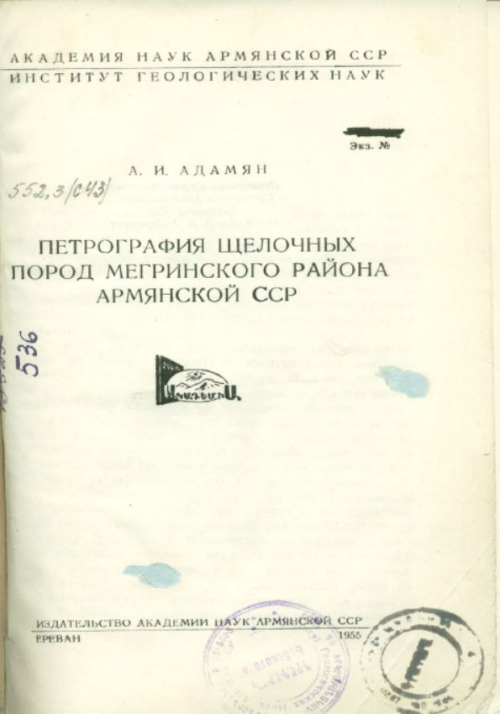 АКАДЕМИЯ НАУК АРМЯНСКОЙ ССР
ИНСТИТУТ ГЕОЛОГИЧЕСКИХ НАУК
Экз. №
А. И. АДАМЯН
552,3/(С43)
ПЕТРОГРАФИЯ ЩЕЛОЧНЫХ
ПОРОД МЕГРИНСКОГО РАЙОНА
АРМЯНСКОЙ ССР
536
ИЗДАТЕЛЬСТВО АКАДЕМИИ НАУК АРМЯНСКОЙ ССР
ЕРЕВАН 1955